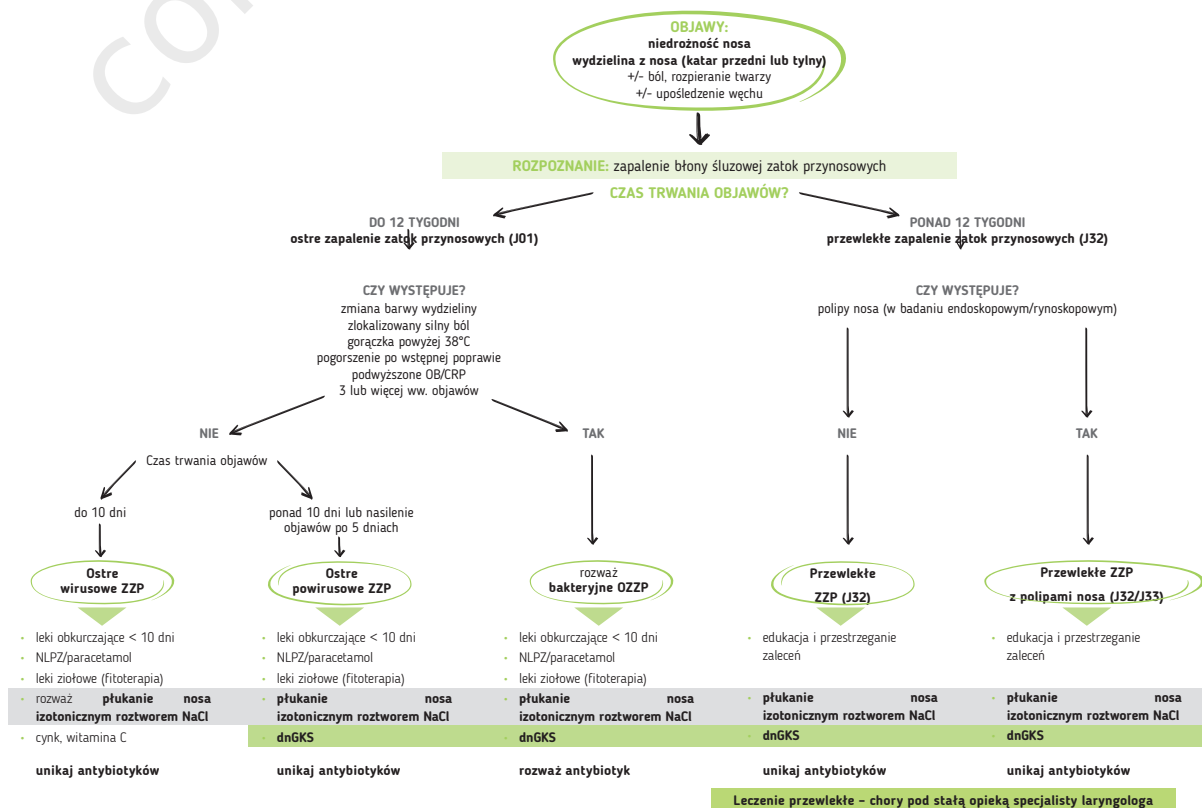 OBJAWY:
niedrożność nosa
wydzielina z nosa (katar przedni lub tylny)
+/- ból, rozpieranie twarzy
+/- upośledzenie węchu
ROZPOZNANIE: zapalenie błony śluzowej zatok przynosowych
CZAS TRWANIA OBJAWÓW?
DO 12 TYGODNI
ostre zapalenie zatok przynosowych (J01)
PONAD 12 TYGODNI
przewlekłe zapalenie zatok przynosowych (J32)
CZY WYSTĘPUJE?
zmiana barwy wydzieliny
zlokalizowany silny ból
gorączka powyżej 38°C
pogorszenie po wstępnej poprawie
podwyższone OB/CRP
3 lub więcej ww. objawów
CZY WYSTĘPUJE?
polipy nosa (w badaniu endoskopowym/rynoskopowym)
NIE
TAK
NIE
TAK
Czas trwania objawów
do 10 dni
ponad 10 dni lub nasilenie
objawów po 5 dniach
Ostre
wirusowe ZZP
• leki obkurczające < 10 dni
• NLPZ/paracetamol
• leki ziołowe (fitoterapia)
• rozważ płukanie nosa
izotonicznym roztworem NaCl
• cynk, witamina C
unikaj antybiotyków
Ostre
powirusowe ZZP
• leki obkurczające < 10 dni
• NLPZ/paracetamol
• leki ziołowe (fitoterapia)
• płukanie nosa
izotonicznym roztworem NaCl
• dnGKS
unikaj antybiotyków
rozważ
bakteryjne OZZP
• leki obkurczające < 10 dni
• NLPZ/paracetamol
• leki ziołowe (fitoterapia)
• płukanie nosa
izotonicznym roztworem NaCl
• dnGKS
rozważ antybiotyk
Przewlekłe
ZZP (J32)
• edukacja i przestrzeganie
zaleceń
• płukanie nosa
izotonicznym roztworem NaCl
• dnGKS
unikaj antybiotyków
Przewlekłe ZZP
z polipami nosa (J32/J33)
• edukacja i przestrzeganie
zaleceń
• płukanie nosa
izotonicznym roztworem NaCl
• dnGKS
unikaj antybiotyków
Leczenie przewlekłe – chory pod stałą opieką specjalisty laryngologa